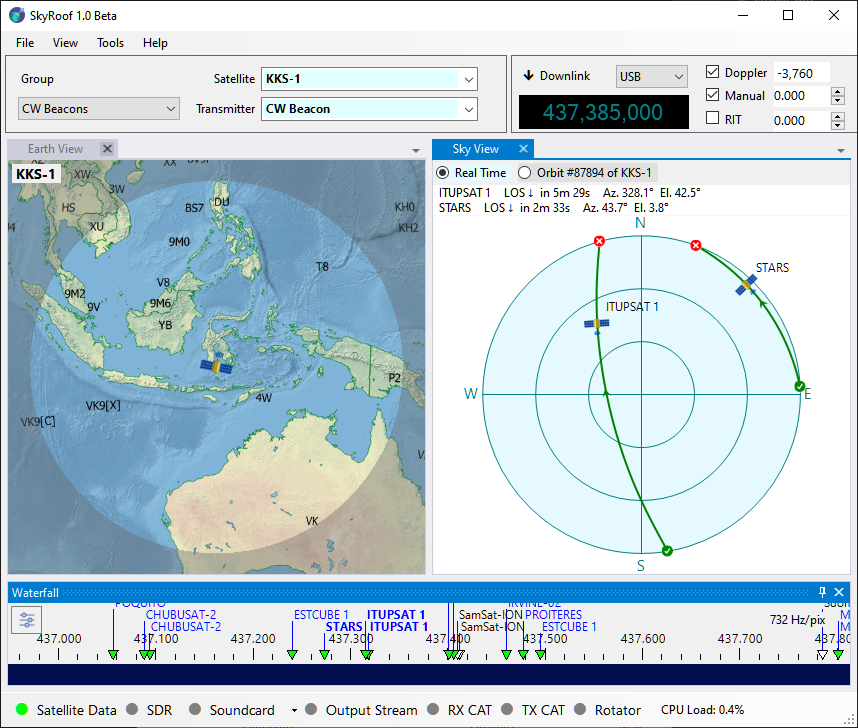 SkyRoof 1.0 Beta
File View Tools Help
Group
Satellite KKS-1
CW Beacons
Transmitter CW Beacon
Downlink USB
437,385,000
Doppler -3,760
Manual 0.000
RIT 0.000
Earth View
KKS-1
XW
3W
HS
XU
BS7
DU
KH0
KH2
9M0
T8
V8
9M2
9V
9M6
YB
P2
4W
VK9[X]
VK9[C]
VK
Sky View
Real Time Orbit #87894 of KKS-1
ITUPSAT 1 LOS↓ in 5m 29s Az. 328.1° El. 42.5°
STARS LOS↓ in 2m 33s Az. 43.7° El. 3.8°
N
STARS
ITUPSAT 1
W
E
S
Waterfall
POQUITO IRVINE-02
CHUBUSAT-2 ESTCUBE 1 ITUPSAT 1 SamSat-ION PROITERES
CHUBUSAT-2 STARS ITUPSAT 1 SamSat-ION ESTCUBE 1
732 Hz/pix
437.000 437.100 437.200 437.300 437.400 437.500 437.600 437.700 437.800
Satellite Data SDR Soundcard Output Stream RX CAT TX CAT Rotator CPU Load: 0.4%